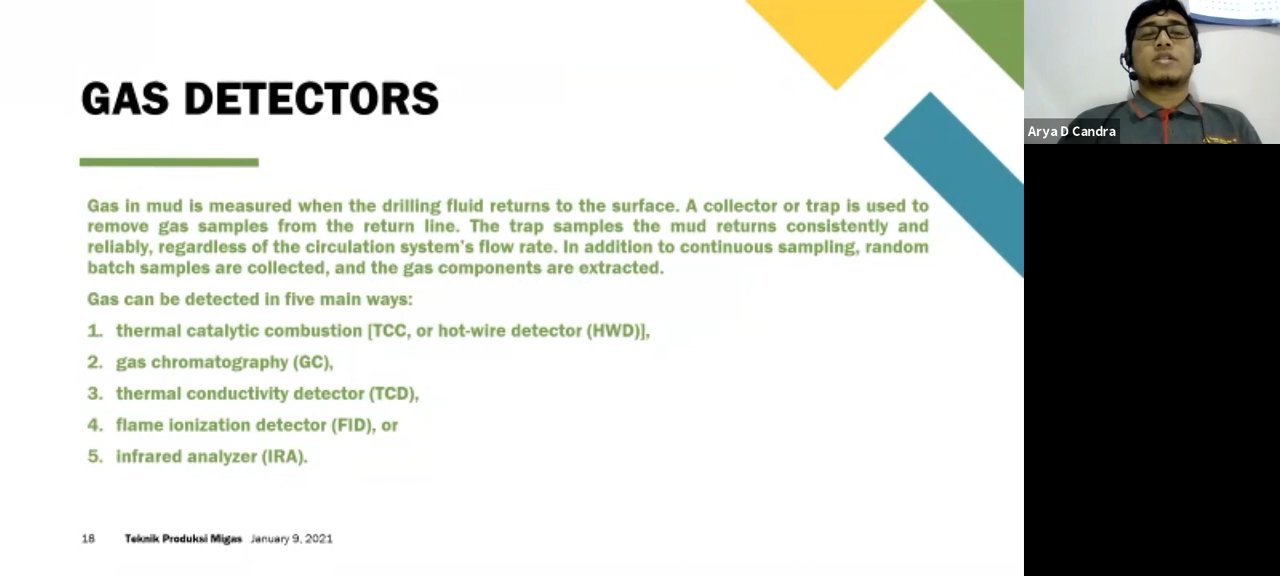 GAS DETECTORS
Gas in mud is measured when the drilling fluid returns to the surface. A collector or trap is used to
remove gas samples from the return line. The trap samples the mud returns consistently and
reliably, regardless of the circulation system's flow rate. In addition to continuous sampling, random
batch samples are collected, and the gas components are extracted.
Gas can be detected in five main ways:
1. thermal catalytic combustion [TCC, or hot-wire detector (HWD)],
2. gas chromatography (GC),
3. thermal conductivity detector (TCD),
4. flame ionization detector (FID), or
5. infrared analyzer (IRA).
18 Teknik Produksi Migas January 9, 2021
Arya D Candra